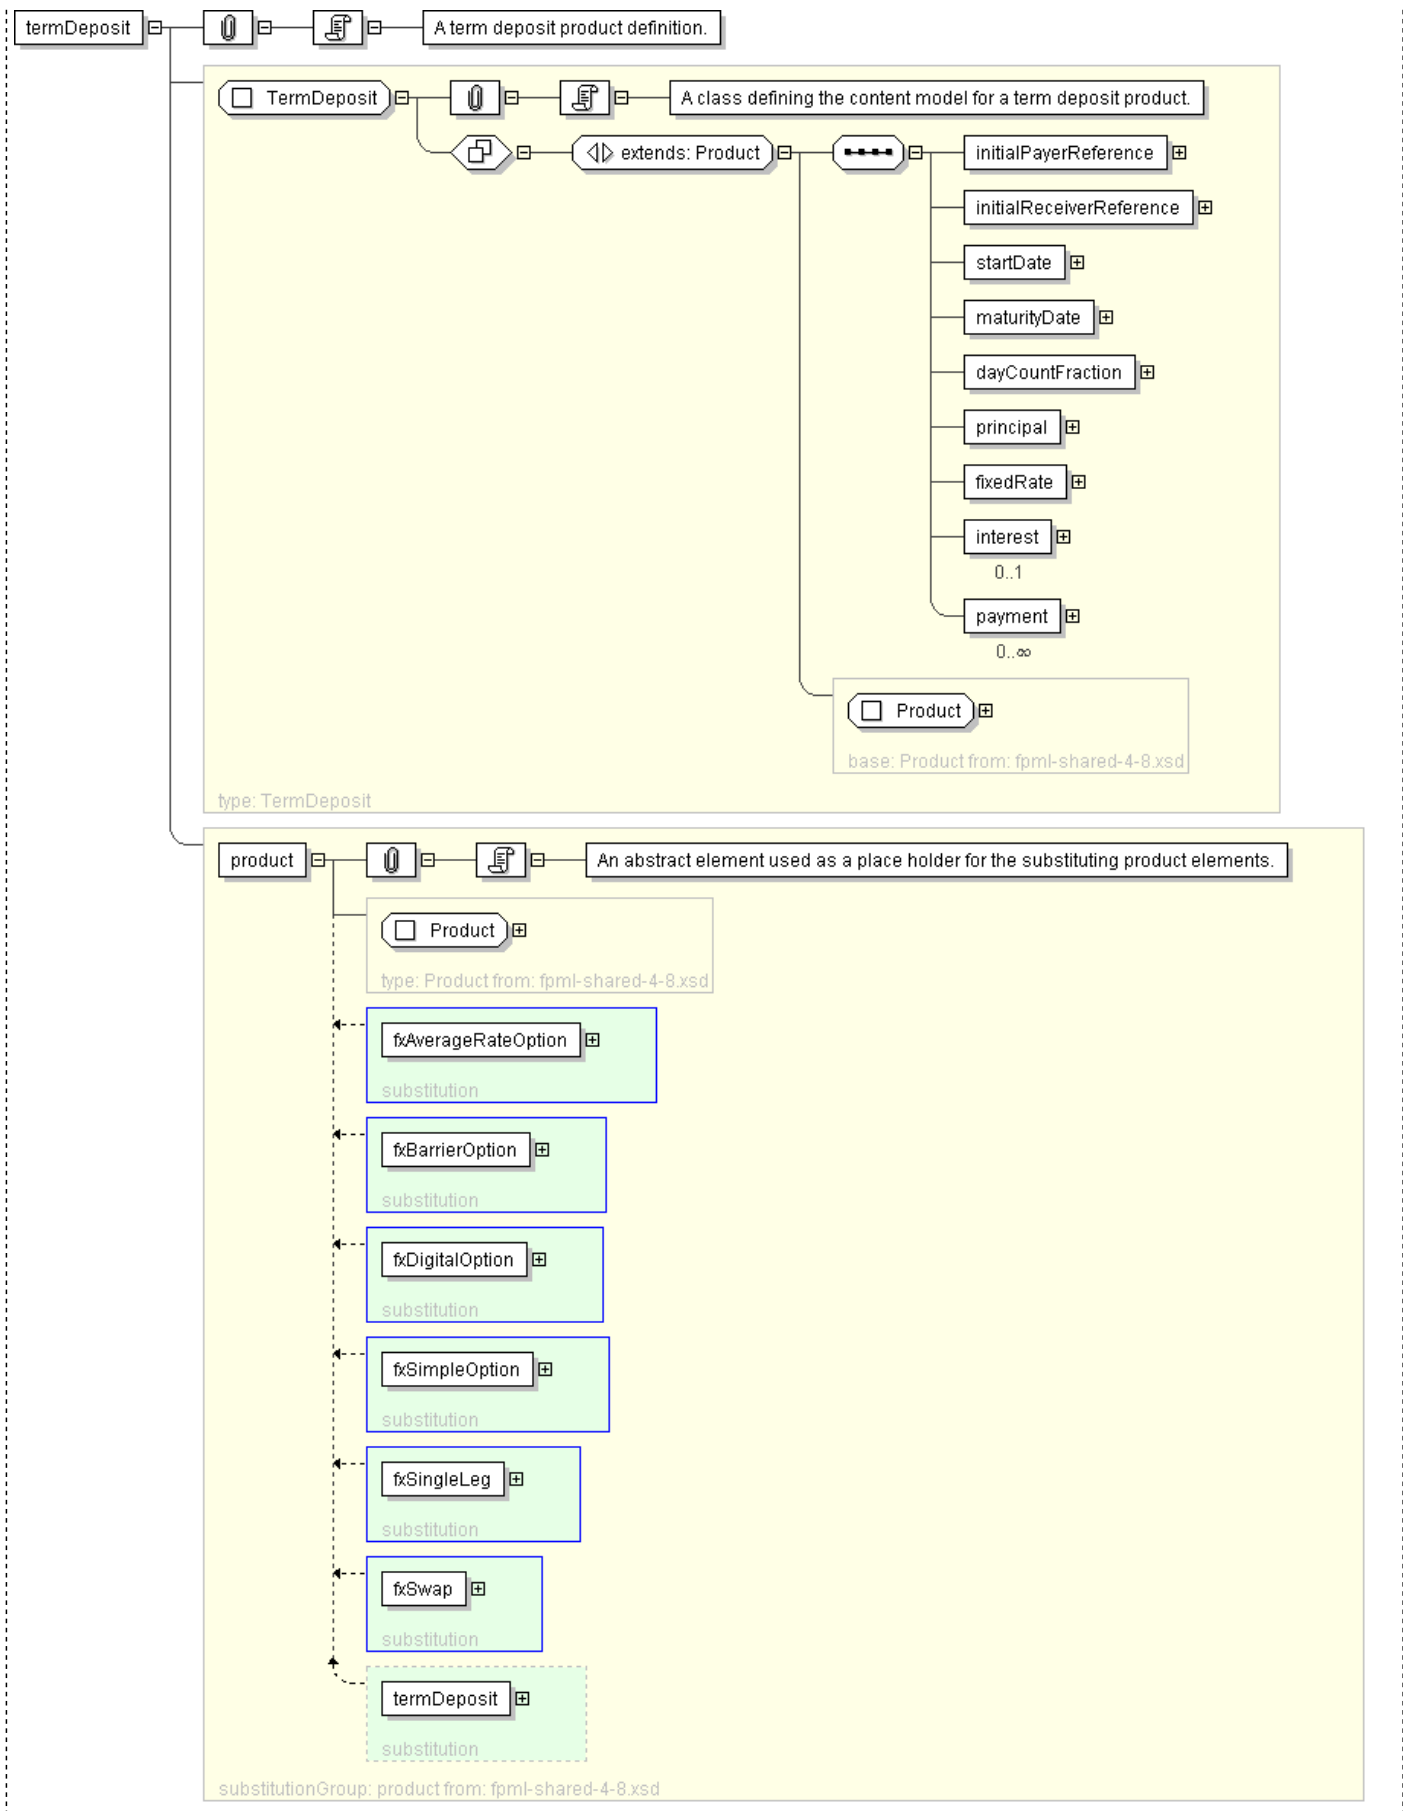 termDeposit A term deposit product definition.
TermDeposit A class defining the content model for a term deposit product.
extends: Product initialPayerReference
initialReceiverReference
startDate
maturityDate
dayCountFraction
principal
fixedRate
interest
0..1
payment
0..∞
Product
base: Product from: fpml-shared-4-8.xsd
type: TermDeposit
product An abstract element used as a place holder for the substituting product elements.
Product
type: Product from: fpml-shared-4-8.xsd
fxAverageRateOption
substitution
fxBarrierOption
substitution
fxDigitalOption
substitution
fxSimpleOption
substitution
fxSingleLeg
substitution
fxSwap
substitution
termDeposit
substitution
substitutionGroup: product from: fpml-shared-4-8.xsd